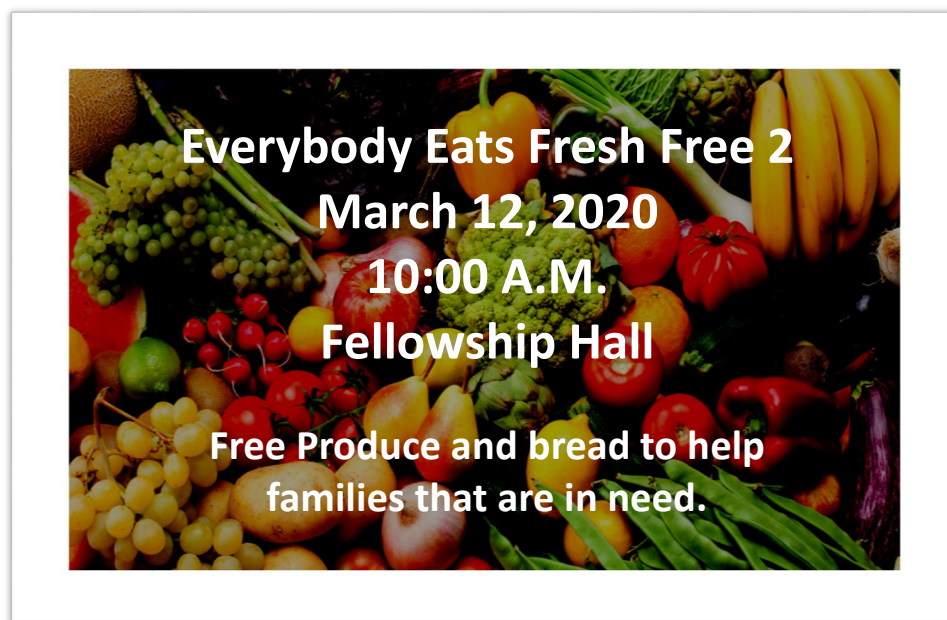 Everybody Eats Fresh Free 2
March 12, 2020
10:00 A.M.
Fellowship Hall
Free Produce and bread to help
families that are in need.